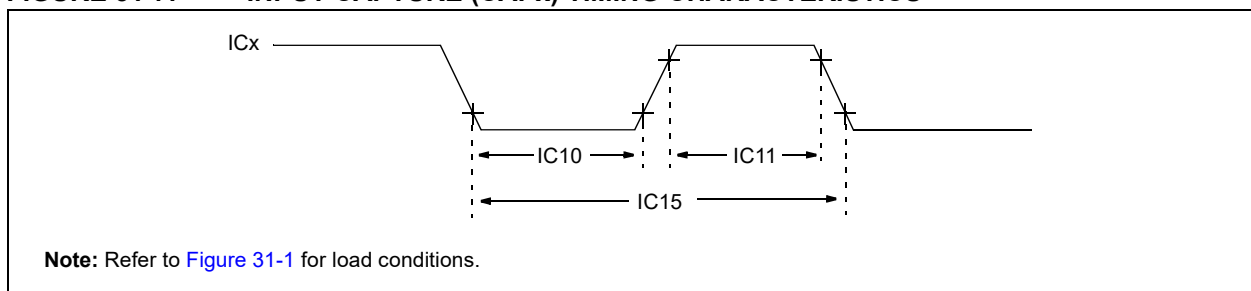 ICx
IC10
IC11
IC15
Note: Refer to Figure 31-1 for load conditions.